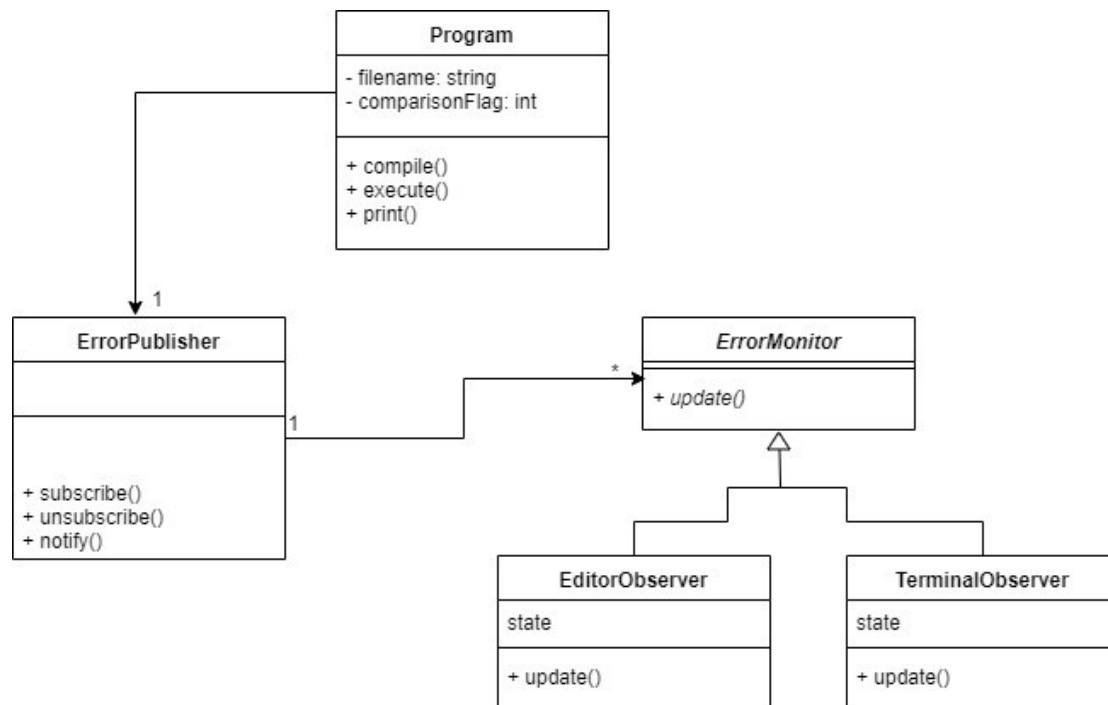 Program
- filename: string
- comparisonFlag: int
+ compile()
+ execute()
+ print()
1
ErrorPublisher
ErrorMonitor
*
+ update()
1
+ subscribe()
+ unsubscribe()
+ notify()
EditorObserver
TerminalObserver
state
state
+ update()
+ update()